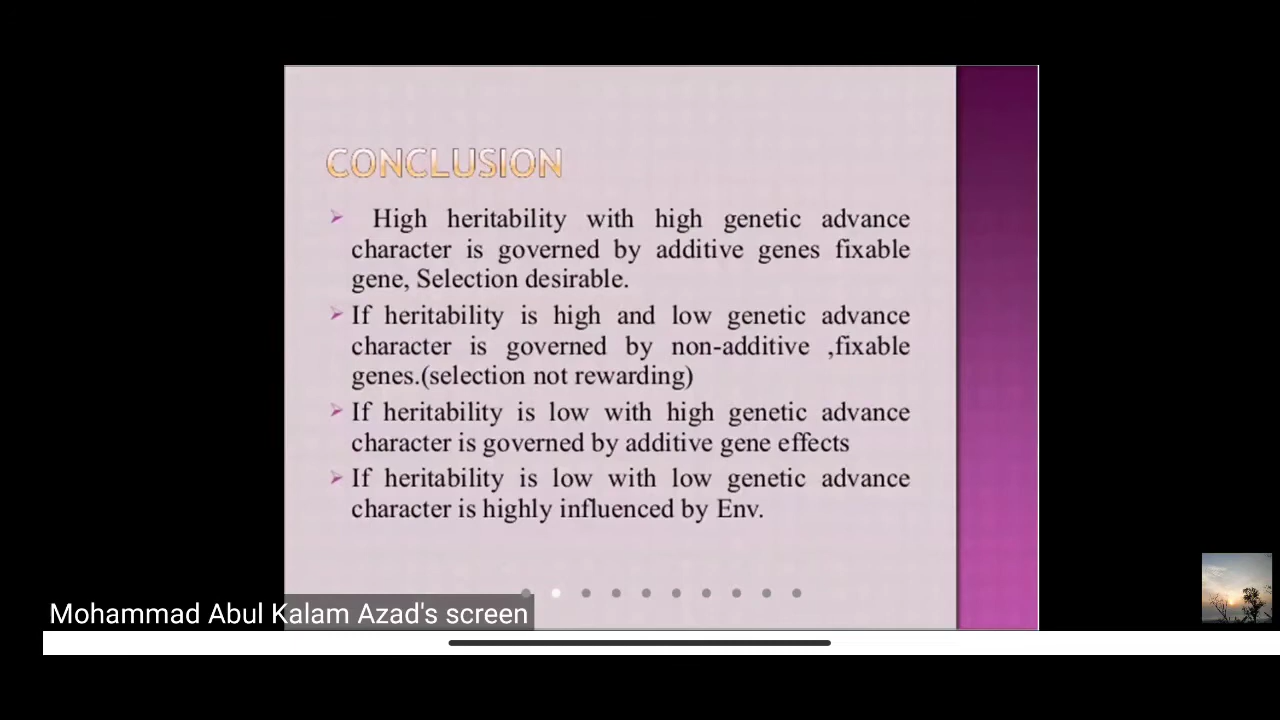 CONCLUSION
High heritability with high genetic advance
character is governed by additive genes fixable
gene, Selection desirable.
If heritability is high and low genetic advance
character is governed by non-additive ,fixable
genes.(selection not rewarding)
If heritability is low with high genetic advance
character is governed by additive gene effects
If heritability is low with low genetic advance
character is highly influenced by Env.
Mohammad Abul Kalam Azad's screen